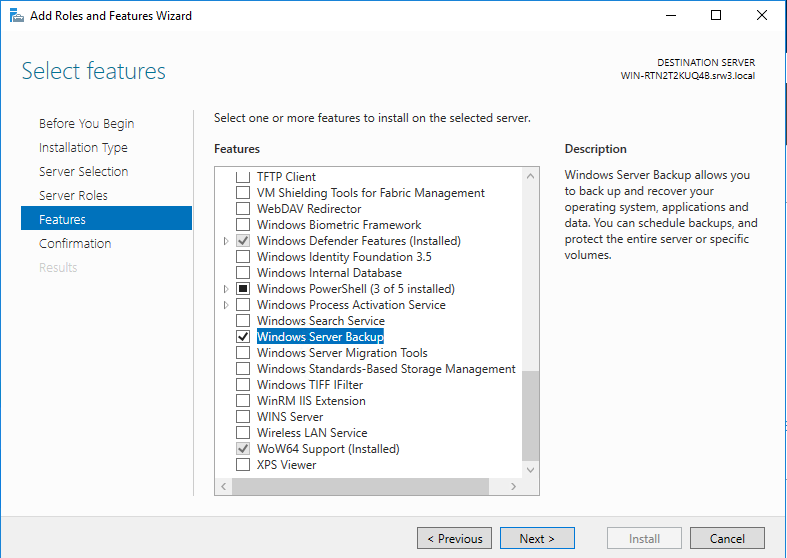 Add Roles and Features Wizard
Select features
DESTINATION SERVER
WIN-RTN2T2KUQ4B.srw3.local
Before You Begin
Installation Type
Server Selection
Server Roles
Features
Confirmation
Results
Select one or more features to install on the selected server.
Features
TFTP Client
VM Shielding Tools for Fabric Management
WebDAV Redirector
Windows Biometric Framework
Windows Defender Features (Installed)
Windows Identity Foundation 3.5
Windows Internal Database
Windows PowerShell (3 of 5 installed)
Windows Process Activation Service
Windows Search Service
Windows Server Backup
Windows Server Migration Tools
Windows Standards-Based Storage Management
Windows TIFF IFilter
WinRM IIS Extension
WINS Server
Wireless LAN Service
WoW64 Support (Installed)
XPS Viewer
Description
Windows Server Backup allows you
to back up and recover your
operating system, applications and
data. You can schedule backups, and
protect the entire server or specific
volumes.
< Previous
Next >
Install
Cancel